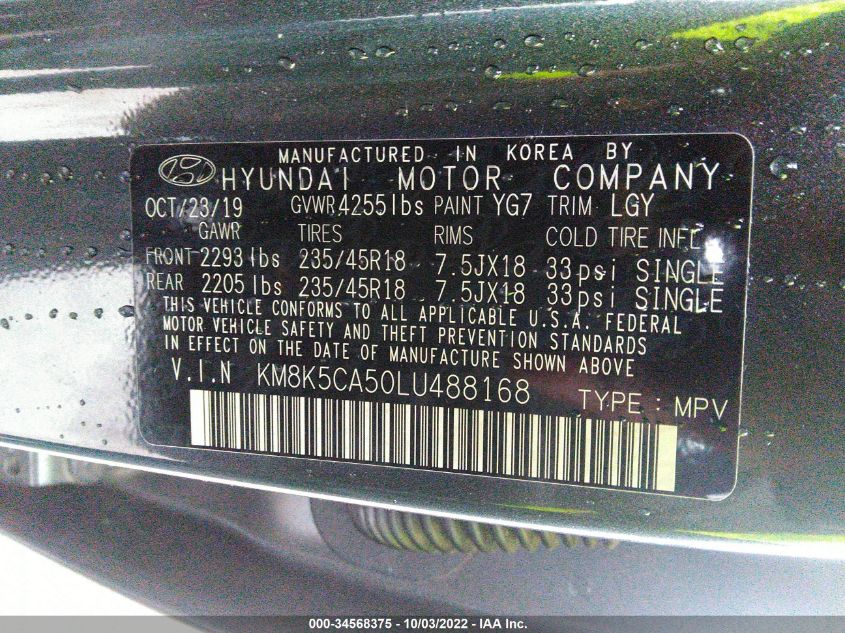 MANUFACTURED IN KOREA BY
HYUNDAI MOTOR COMPANY
OCT/23/19 GVWR 4255 lbs PAINT YG7 TRIM LGY
GAWR TIRES RIMS COLD TIRE INFL
FRONT 2293 lbs 235/45R18 7.5JX18 33psi SINGLE
REAR 2205 lbs 235/45R18 7.5JX18 33psi SINGLE
THIS VEHICLE CONFORMS TO ALL APPLICABLE U.S.A. FEDERAL
MOTOR VEHICLE SAFETY AND THEFT PREVENTION STANDARDS
IN EFFECT ON THE DATE OF MANUFACTURE SHOWN ABOVE
V.I.N KM8K5CA50LU488168 TYPE : MPV
000-34568375 - 10/03/2022 - IAA Inc.